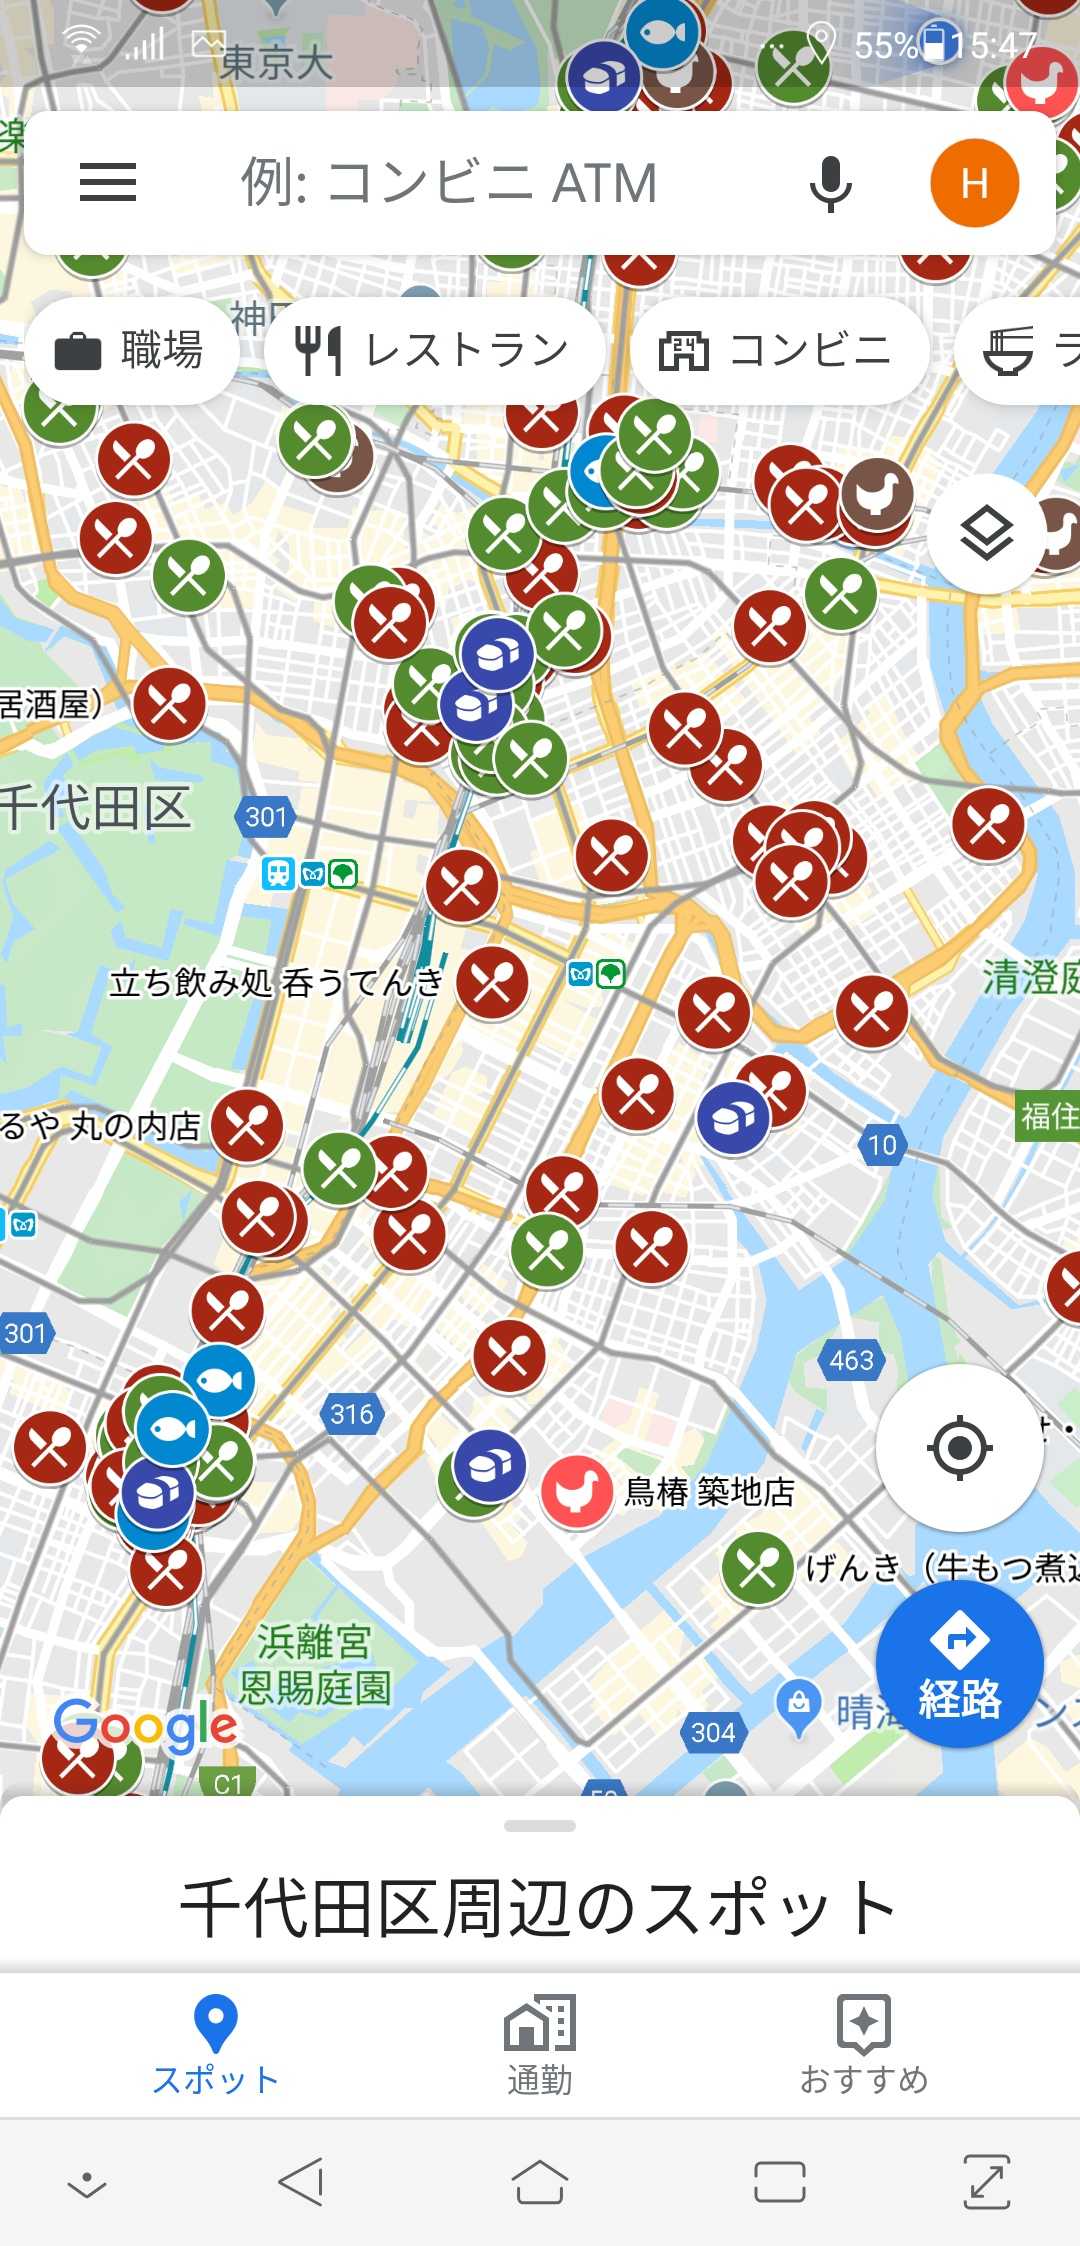 東京大
55% 15:47
例: コンビニ ATM
H
職場
レストラン
24
コンビニ
居酒屋）
千代田区
301
立ち飲み処 呑うてんき
清澄庭
るや 丸の内店
福住
10
301
463
316
鳥椿 築地店
げんき（牛もつ煮込
浜離宮
恩賜庭園
経路
Google
304
晴海
C1
千代田区周辺のスポット
スポット
通勤
おすすめ